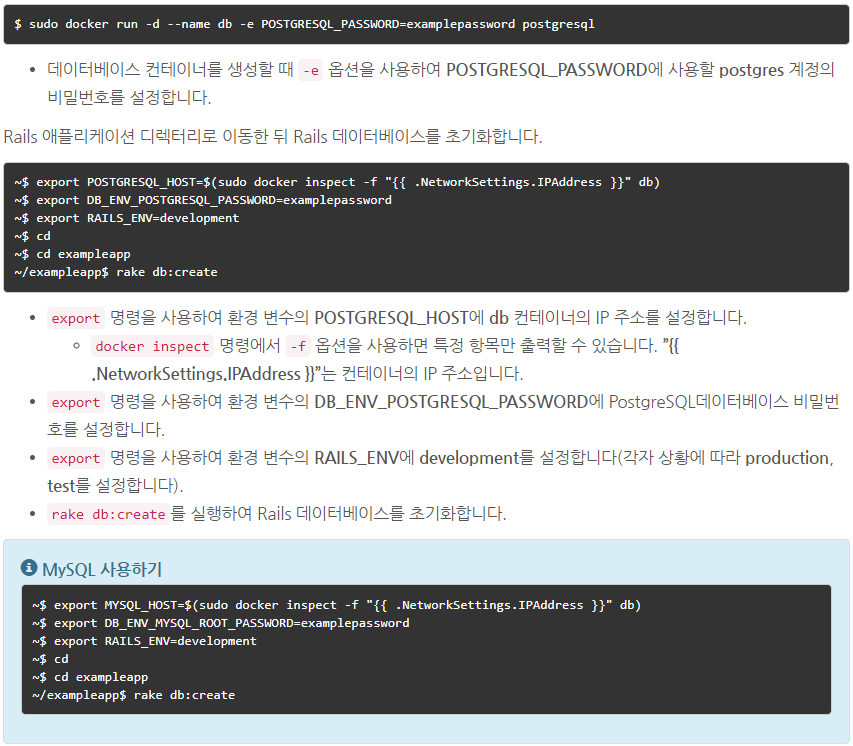 $ sudo docker run -d --name db -e POSTGRESQL_PASSWORD=examplepassword postgresql
데이터베이스 컨테이너를 생성할 때 -e 옵션을 사용하여 POSTGRESQL_PASSWORD에 사용할 postgres 계정의
비밀번호를 설정합니다.
Rails 애플리케이션 디렉터리로 이동한 뒤 Rails 데이터베이스를 초기화합니다.
~$ export POSTGRESQL_HOST=$(sudo docker inspect -f "{{ .NetworkSettings.IPAddress }}" db)
~$ export DB_ENV_POSTGRESQL_PASSWORD=examplepassword
~$ export RAILS_ENV=development
~$ cd
~$ cd exampleapp
~/exampleapp$ rake db:create
export 명령을 사용하여 환경 변수의 POSTGRESQL_HOST에 db 컨테이너의 IP 주소를 설정합니다.
docker inspect 명령에서 -f 옵션을 사용하면 특정 항목만 출력할 수 있습니다. ”{{
.NetworkSettings.IPAddress }}”는 컨테이너의 IP 주소입니다.
export 명령을 사용하여 환경 변수의 DB_ENV_POSTGRESQL_PASSWORD에 PostgreSQL데이터베이스 비밀번
호를 설정합니다.
export 명령을 사용하여 환경 변수의 RAILS_ENV에 development를 설정합니다(각자 상황에 따라 production,
test를 설정합니다).
rake db:create 를 실행하여 Rails 데이터베이스를 초기화합니다.
MySQL 사용하기
~$ export MYSQL_HOST=$(sudo docker inspect -f "{{ .NetworkSettings.IPAddress }}" db)
~$ export DB_ENV_MYSQL_ROOT_PASSWORD=examplepassword
~$ export RAILS_ENV=development
~$ cd
~$ cd exampleapp
~/exampleapp$ rake db:create